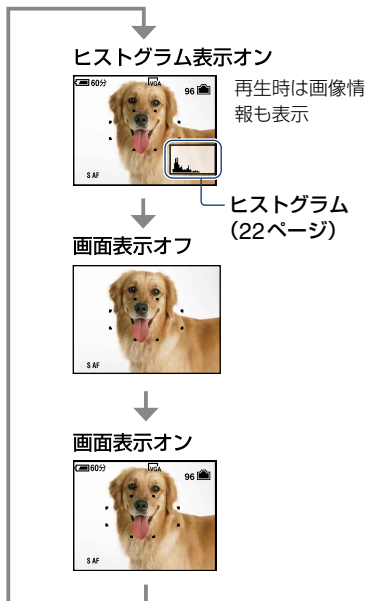 ヒストグラム表示オン
60分 VGA 96
S AF
再生時は画像情
報も表示
ヒストグラム
（22ページ）
画面表示オフ
S AF
画面表示オン
60分 VGA 96
S AF